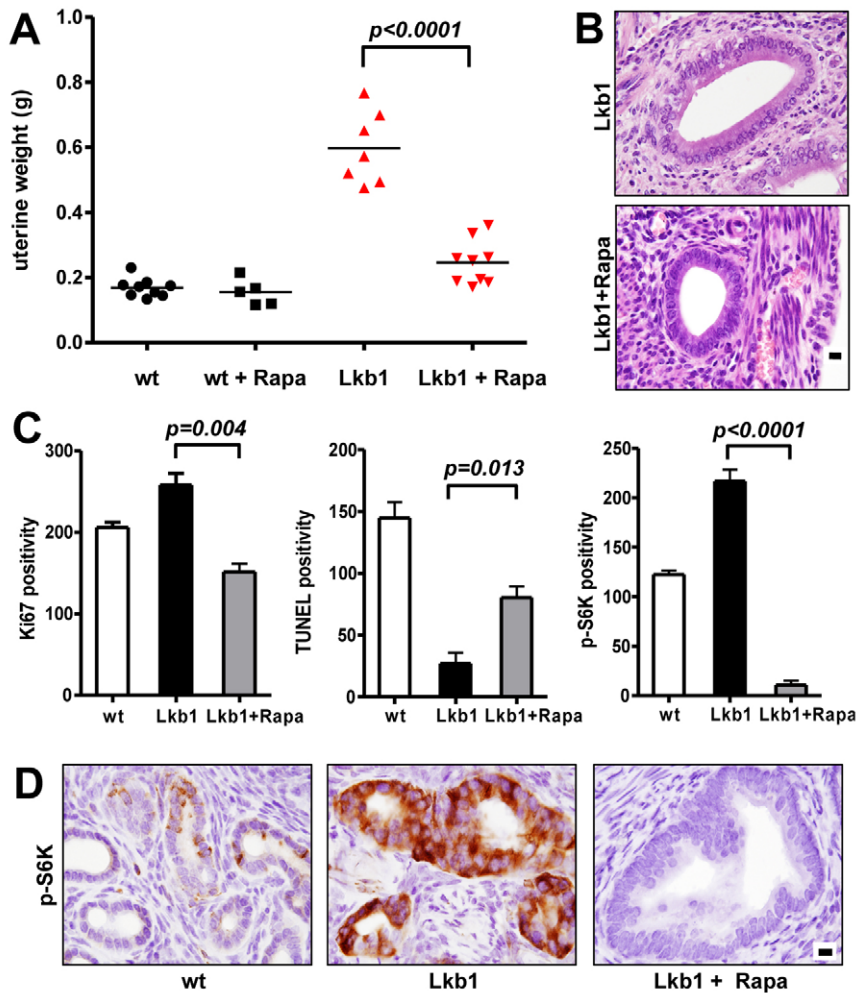 A
p<0.0001
uterine weight (g)
1.0
0.8
0.6
0.4
0.2
0.0
wt
wt + Rapa
Lkb1
Lkb1 + Rapa
B
Lkb1
Lkb1+Rapa
C
p=0.004
Ki67 positivity
300
200
100
0
wt
Lkb1
Lkb1+Rapa
p=0.013
TUNEL positivity
200
150
100
50
0
wt
Lkb1
Lkb1+Rapa
p<0.0001
p-S6K positivity
250
200
150
100
50
0
wt
Lkb1
Lkb1+Rapa
D
p-S6K
wt
Lkb1
Lkb1 + Rapa